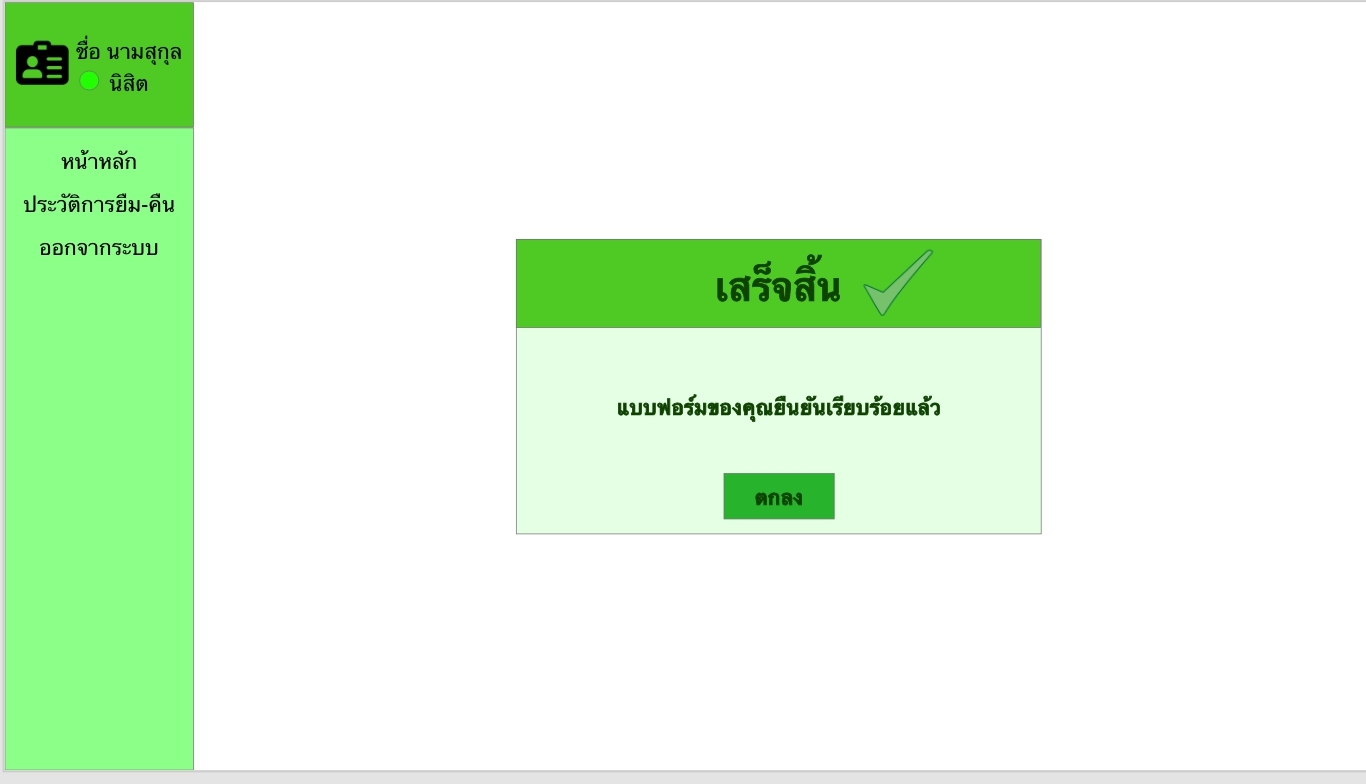 ชื่อ นามสุกุล
นิสิต
หน้าหลัก
ประวัติการยืม-คืน
ออกจากระบบ
เสร็จสิ้น
แบบฟอร์มของคุณยืนยันเรียบร้อยแล้ว
ตกลง